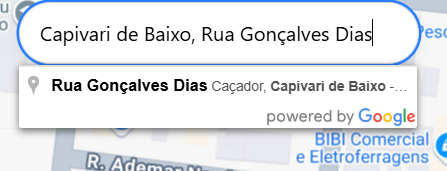 Capivari de Baixo, Rua Gonçalves Dias
Rua Gonçalves Dias Caçador, Capivari de Baixo -...
powered by Google
BIBI Comercial
e Eletroferragens
R. Ademar